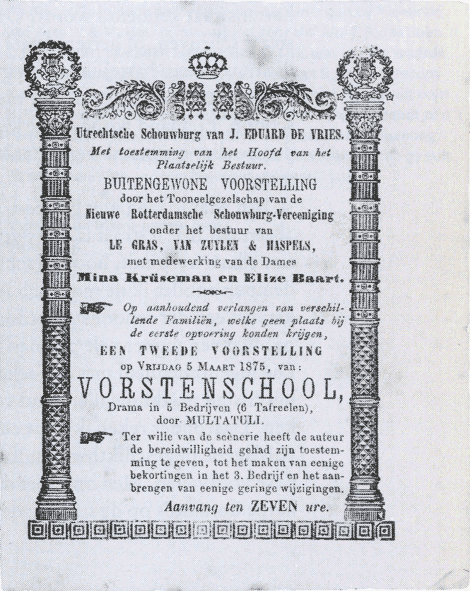 Utrechtsche Schouwburg van J. EDUARD DE VRIES.
Met toestemming van het Hoofd van het
Plaatselijk Bestuur.
BUITENGEWONE VOORSTELLING
door het Tooneelgezelschap van de
Nieuwe Rotterdamsche Schouwburg-Vereeniging
onder het bestuur van
LE GRAS, VAN ZUYLEN & HASPELS,
met medewerking van de Dames
Mina Krüseman en Elize Baart.
Op aanhoudend verlangen van verschil-
lende Familiën, welke geen plaats bij
de eerste opvoering konden krijgen,
EEN TWEEDE VOORSTELLING
op VRIJDAG 5 MAART 1875, van:
VORSTENSCHOOL,
Drama in 5 Bedrijven (6 Tafreelen),
door MULTATULI.
Ter wille van de scènerie heeft de auteur
de bereidwilligheid gehad zijn toestem-
ming te geven, tot het maken van eenige
bekortingen in het 3. Bedrijf en het aan-
brengen van eenige geringe wijzigingen.
Aanvang ten ZEVEN ure.